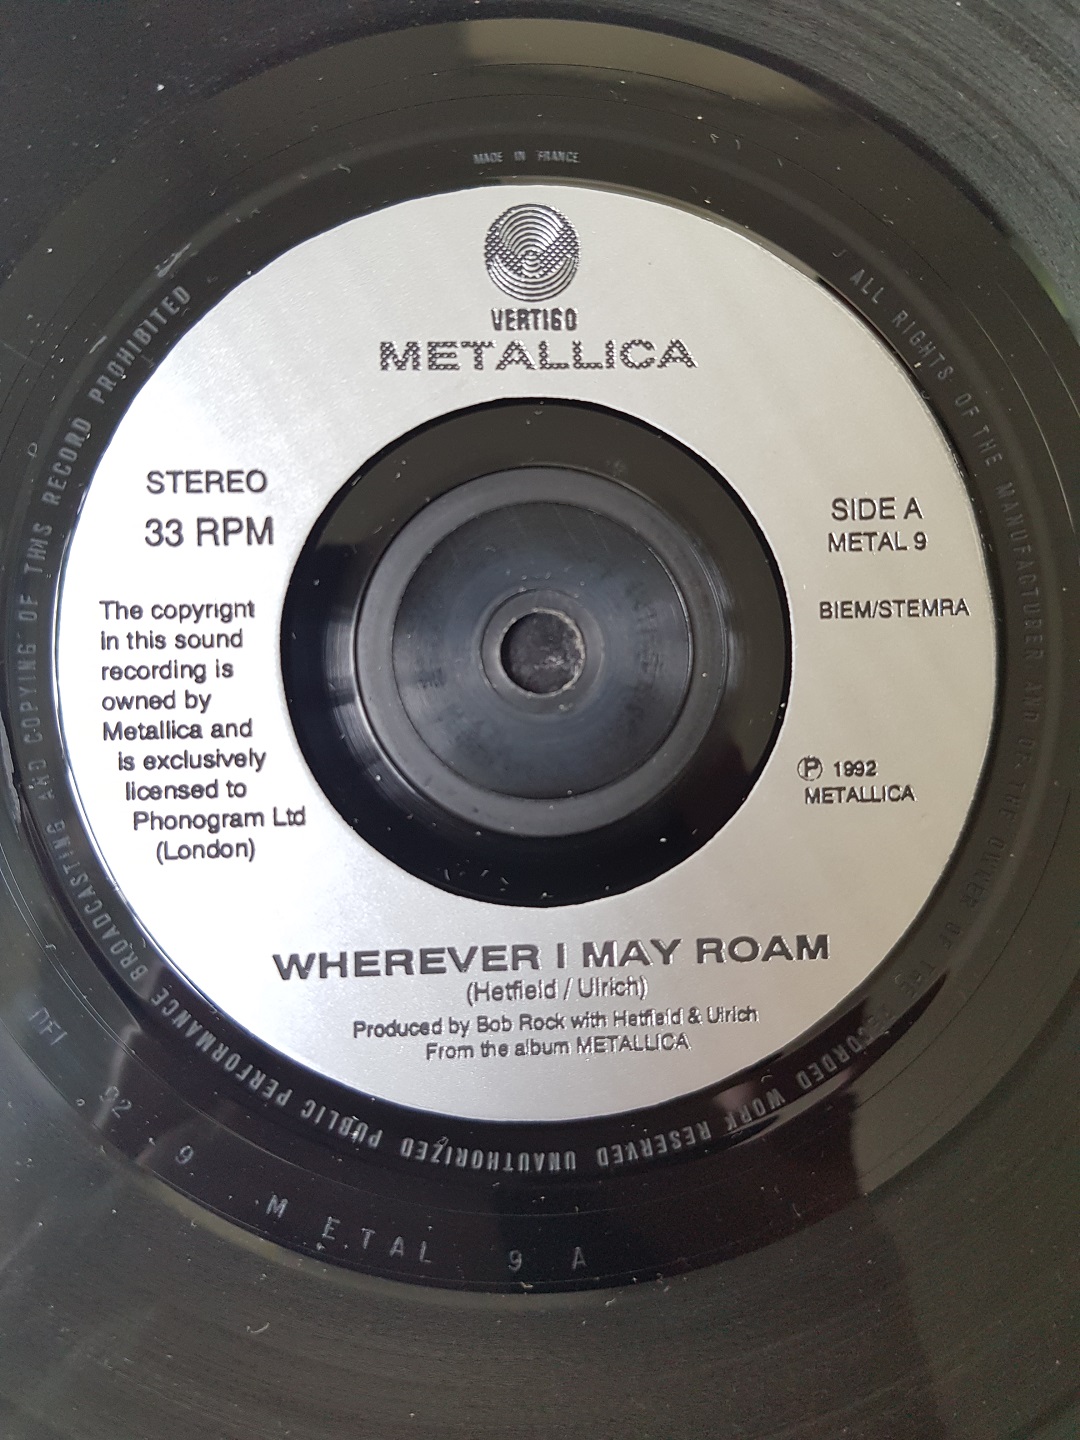 MADE IN FRANCE
VERTIGO
METALLICA
STEREO
33 RPM
SIDE A
METAL 9
The copyright
in this sound
recording is
owned by
Metallica and
is exclusively
licensed to
Phonogram Ltd
(London)
BIEM/STEMRA
Ⓟ 1992
METALLICA
WHEREVER I MAY ROAM
(Hetfield / Ulrich)
Produced by Bob Rock with Hetfield & Ulrich
From the album METALLICA
ALL RIGHTS OF THE MANUFACTURER AND OF THE OWNER OF THE RECORDED WORK RESERVED UNAUTHORIZED PUBLIC PERFORMANCE BROADCASTING AND COPYING OF THIS RECORD PROHIBITED
92 9 METAL 9 A